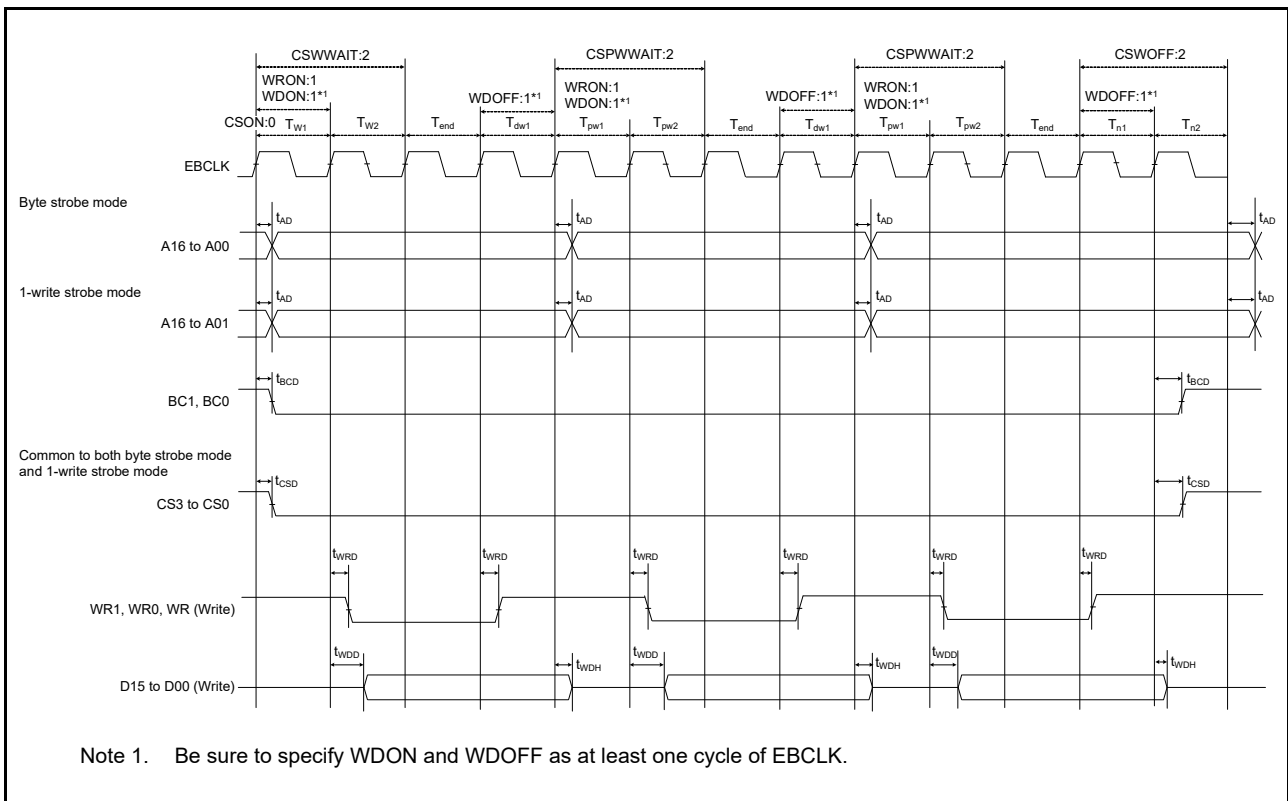 CSWWAIT:2 CSPWWAIT:2 CSPWWAIT:2 CSWOFF:2
WRON:1 WRON:1 WRON:1
WDON:1*1 WDOFF:1*1 WDON:1*1 WDOFF:1*1 WDON:1*1 WDOFF:1*1
CSON:0 TW1 TW2 Tend Tdw1 Tpw1 Tpw2 Tend Tdw1 Tpw1 Tpw2 Tend Tn1 Tn2
EBCLK
Byte strobe mode
tAD tAD tAD tAD
A16 to A00
1-write strobe mode
tAD tAD tAD tAD
A16 to A01
tBCD tBCD
BC1, BC0
Common to both byte strobe mode
and 1-write strobe mode
tCSD tCSD
CS3 to CS0
tWRD tWRD tWRD tWRD tWRD tWRD
WR1, WR0, WR (Write)
tWDD tWDH tWDD tWDH tWDD tWDH
D15 to D00 (Write)
Note 1. Be sure to specify WDON and WDOFF as at least one cycle of EBCLK.